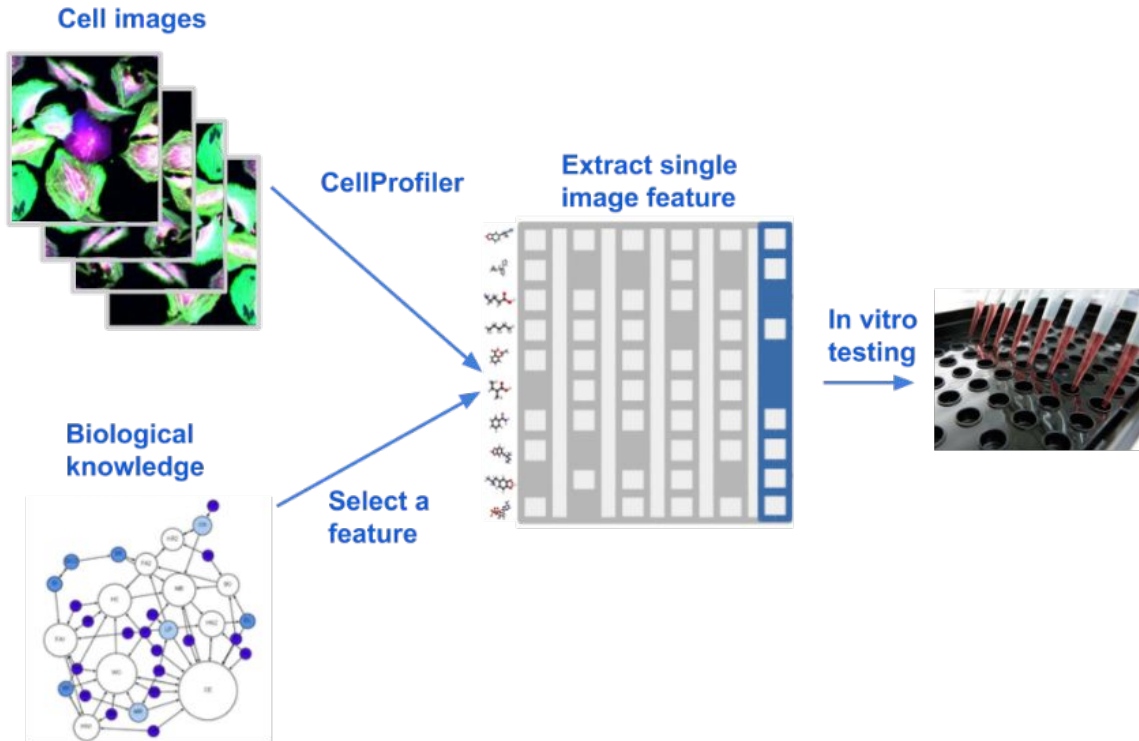 Cell images
CellProfiler
Extract single
image feature
In vitro
testing
Biological
knowledge
Select a
feature